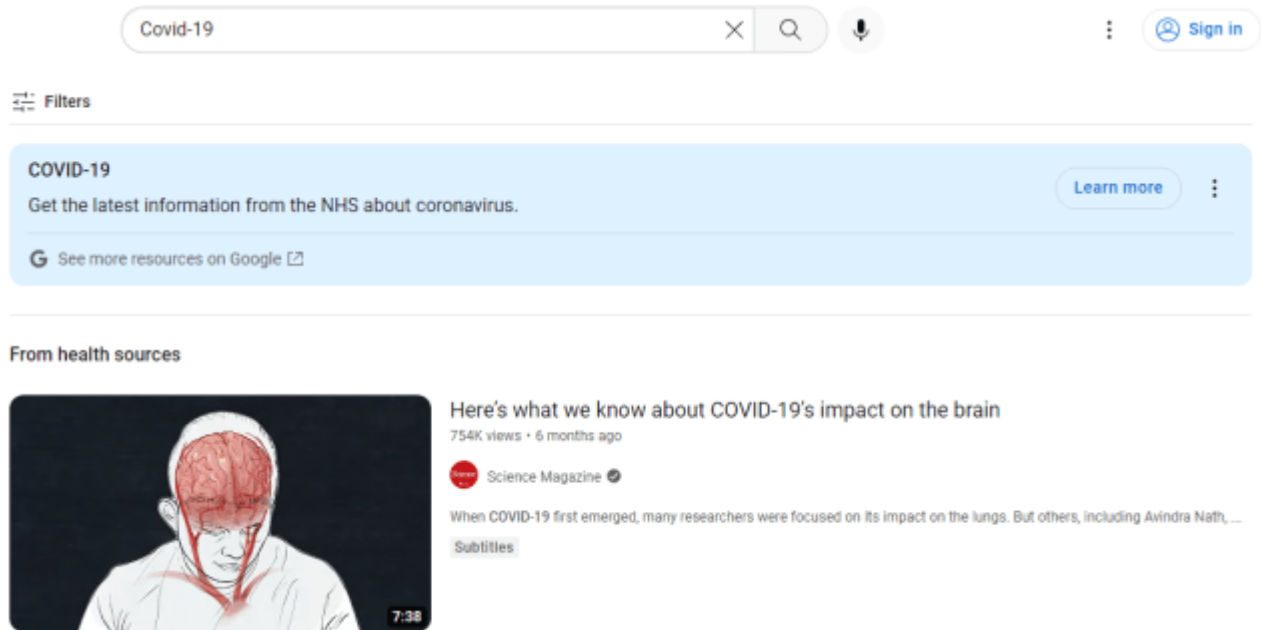 Covid-19
Sign in
Filters
COVID-19
Get the latest information from the NHS about coronavirus.
Learn more
G See more resources on Google
From health sources
Here's what we know about COVID-19's impact on the brain
754K views • 6 months ago
Science Magazine
When COVID-19 first emerged, many researchers were focused on its impact on the lungs. But others, including Avindra Nath, ...
Subtitles
7:38